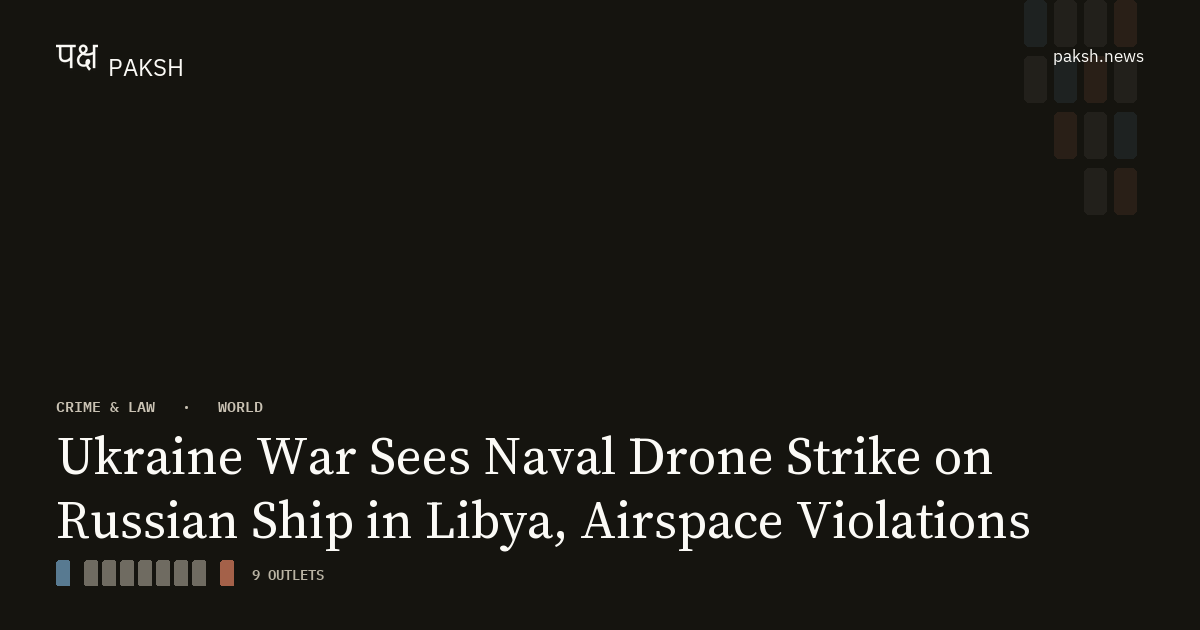 पक्ष PAKSH
paksh.news
CRIME & LAW · WORLD
Ukraine War Sees Naval Drone Strike on
Russian Ship in Libya, Airspace Violations
9 OUTLETS